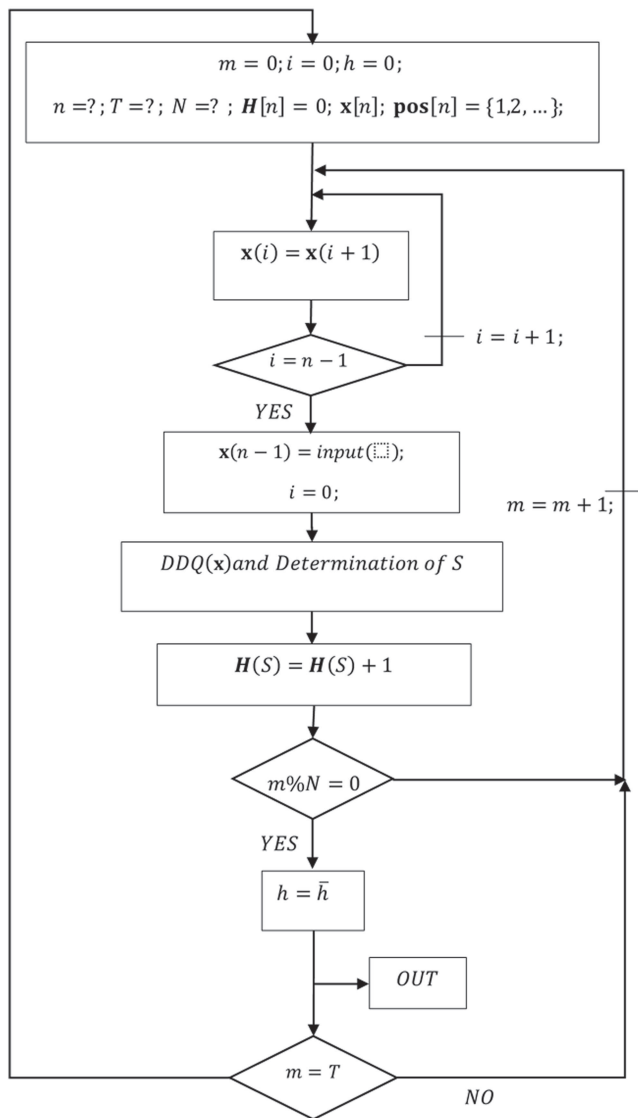 m = 0; i = 0; h = 0;
n =?; T =?; N =? ; H[n] = 0; x[n]; pos[n] = {1,2, … };
x(i) = x(i + 1)
i = n − 1
i = i + 1;
YES
x(n − 1) = input(⬚);
i = 0;
m = m + 1;
DDQ(x)and Determination of S
H(S) = H(S) + 1
m%N = 0
YES
h = h̄
OUT
m = T
NO